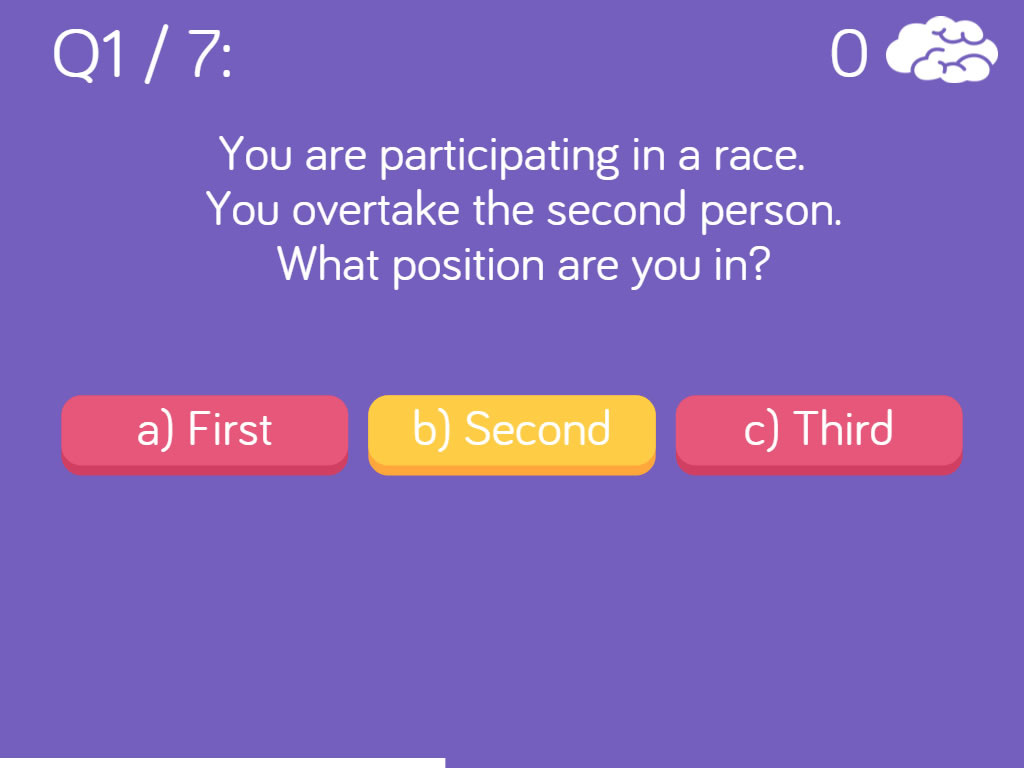 Q1 / 7:
0
You are participating in a race.
You overtake the second person.
What position are you in?
a) First
b) Second
c) Third